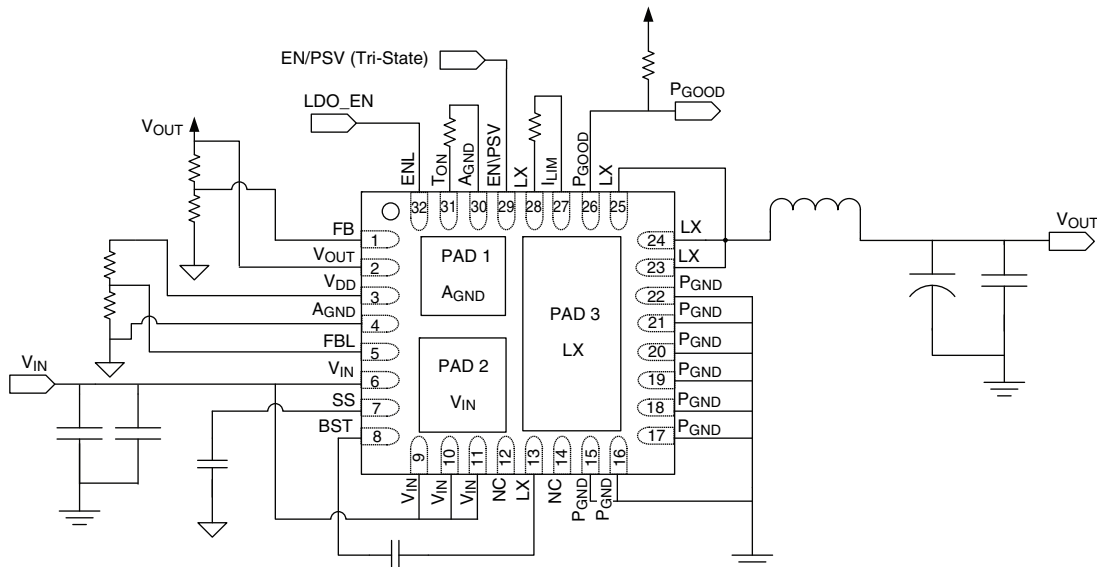 EN/PSV (Tri-State)
PGOOD
LDO_EN
VOUT
ENL
TON
AGND
EN\PSV
LX
ILIM
PGOOD
LX
32
31
30
29
28
27
26
25
FB
1
VOUT
2
VDD
3
AGND
4
FBL
5
VIN
VIN
6
SS
7
BST
8
PAD 1
AGND
PAD 2
VIN
PAD 3
LX
24
LX
VOUT
23
LX
22
PGND
21
PGND
20
PGND
19
PGND
18
PGND
17
PGND
9
10
11
12
13
14
15
16
VIN
VIN
VIN
NC
LX
NC
PGND
PGND